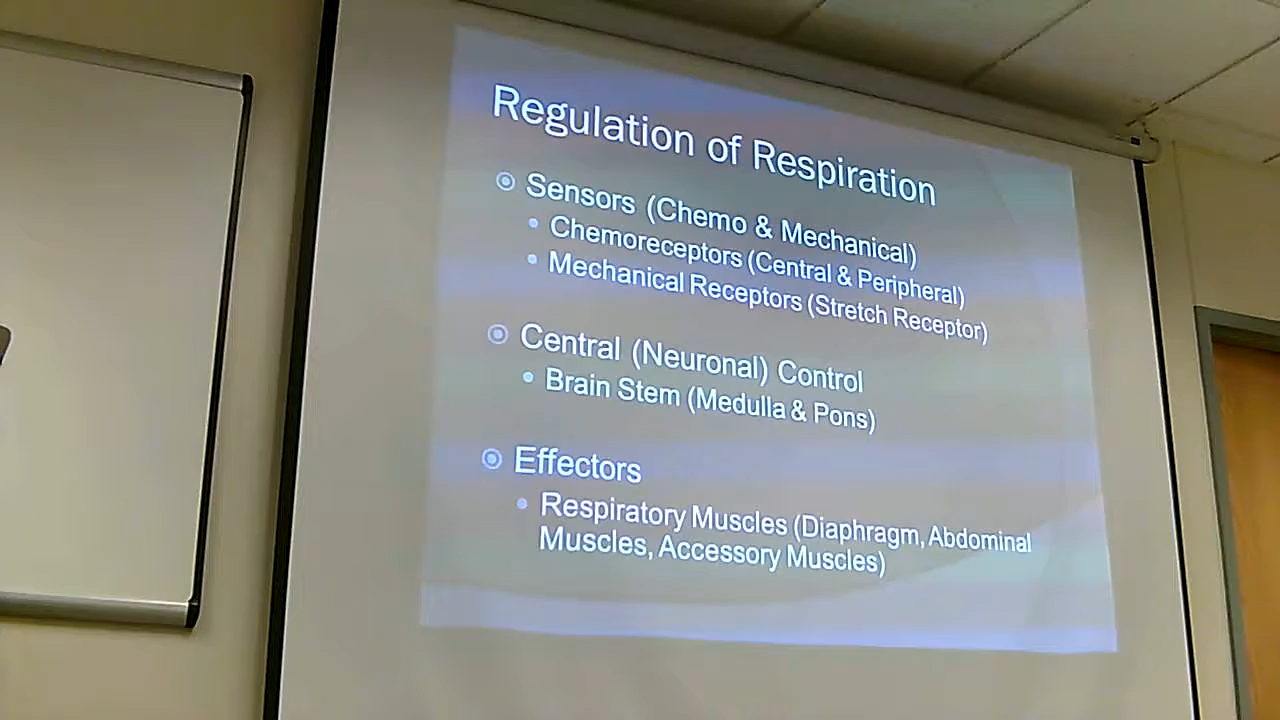 Regulation of Respiration
Sensors (Chemo & Mechanical)
Chemoreceptors (Central & Peripheral)
Mechanical Receptors (Stretch Receptor)
Central (Neuronal) Control
Brain Stem (Medulla & Pons)
Effectors
Respiratory Muscles (Diaphragm, Abdominal
Muscles, Accessory Muscles)